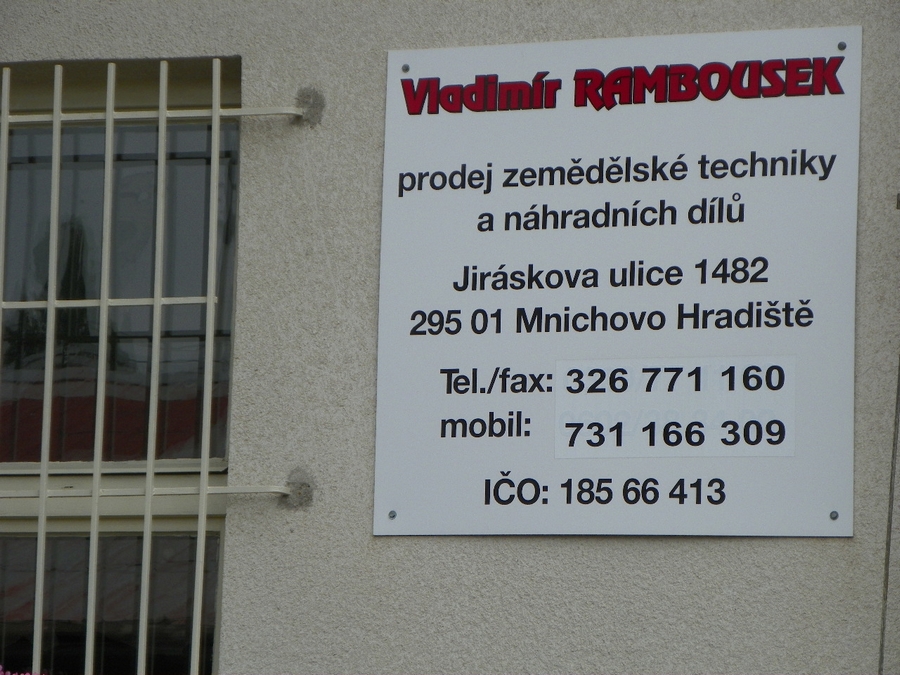 Vladimír RAMBOUSEK
prodej zemědělské techniky
a náhradních dílů
Jiráskova ulice 1482
295 01 Mnichovo Hradiště
Tel./fax: 326 771 160
mobil: 731 166 309
IČO: 185 66 413